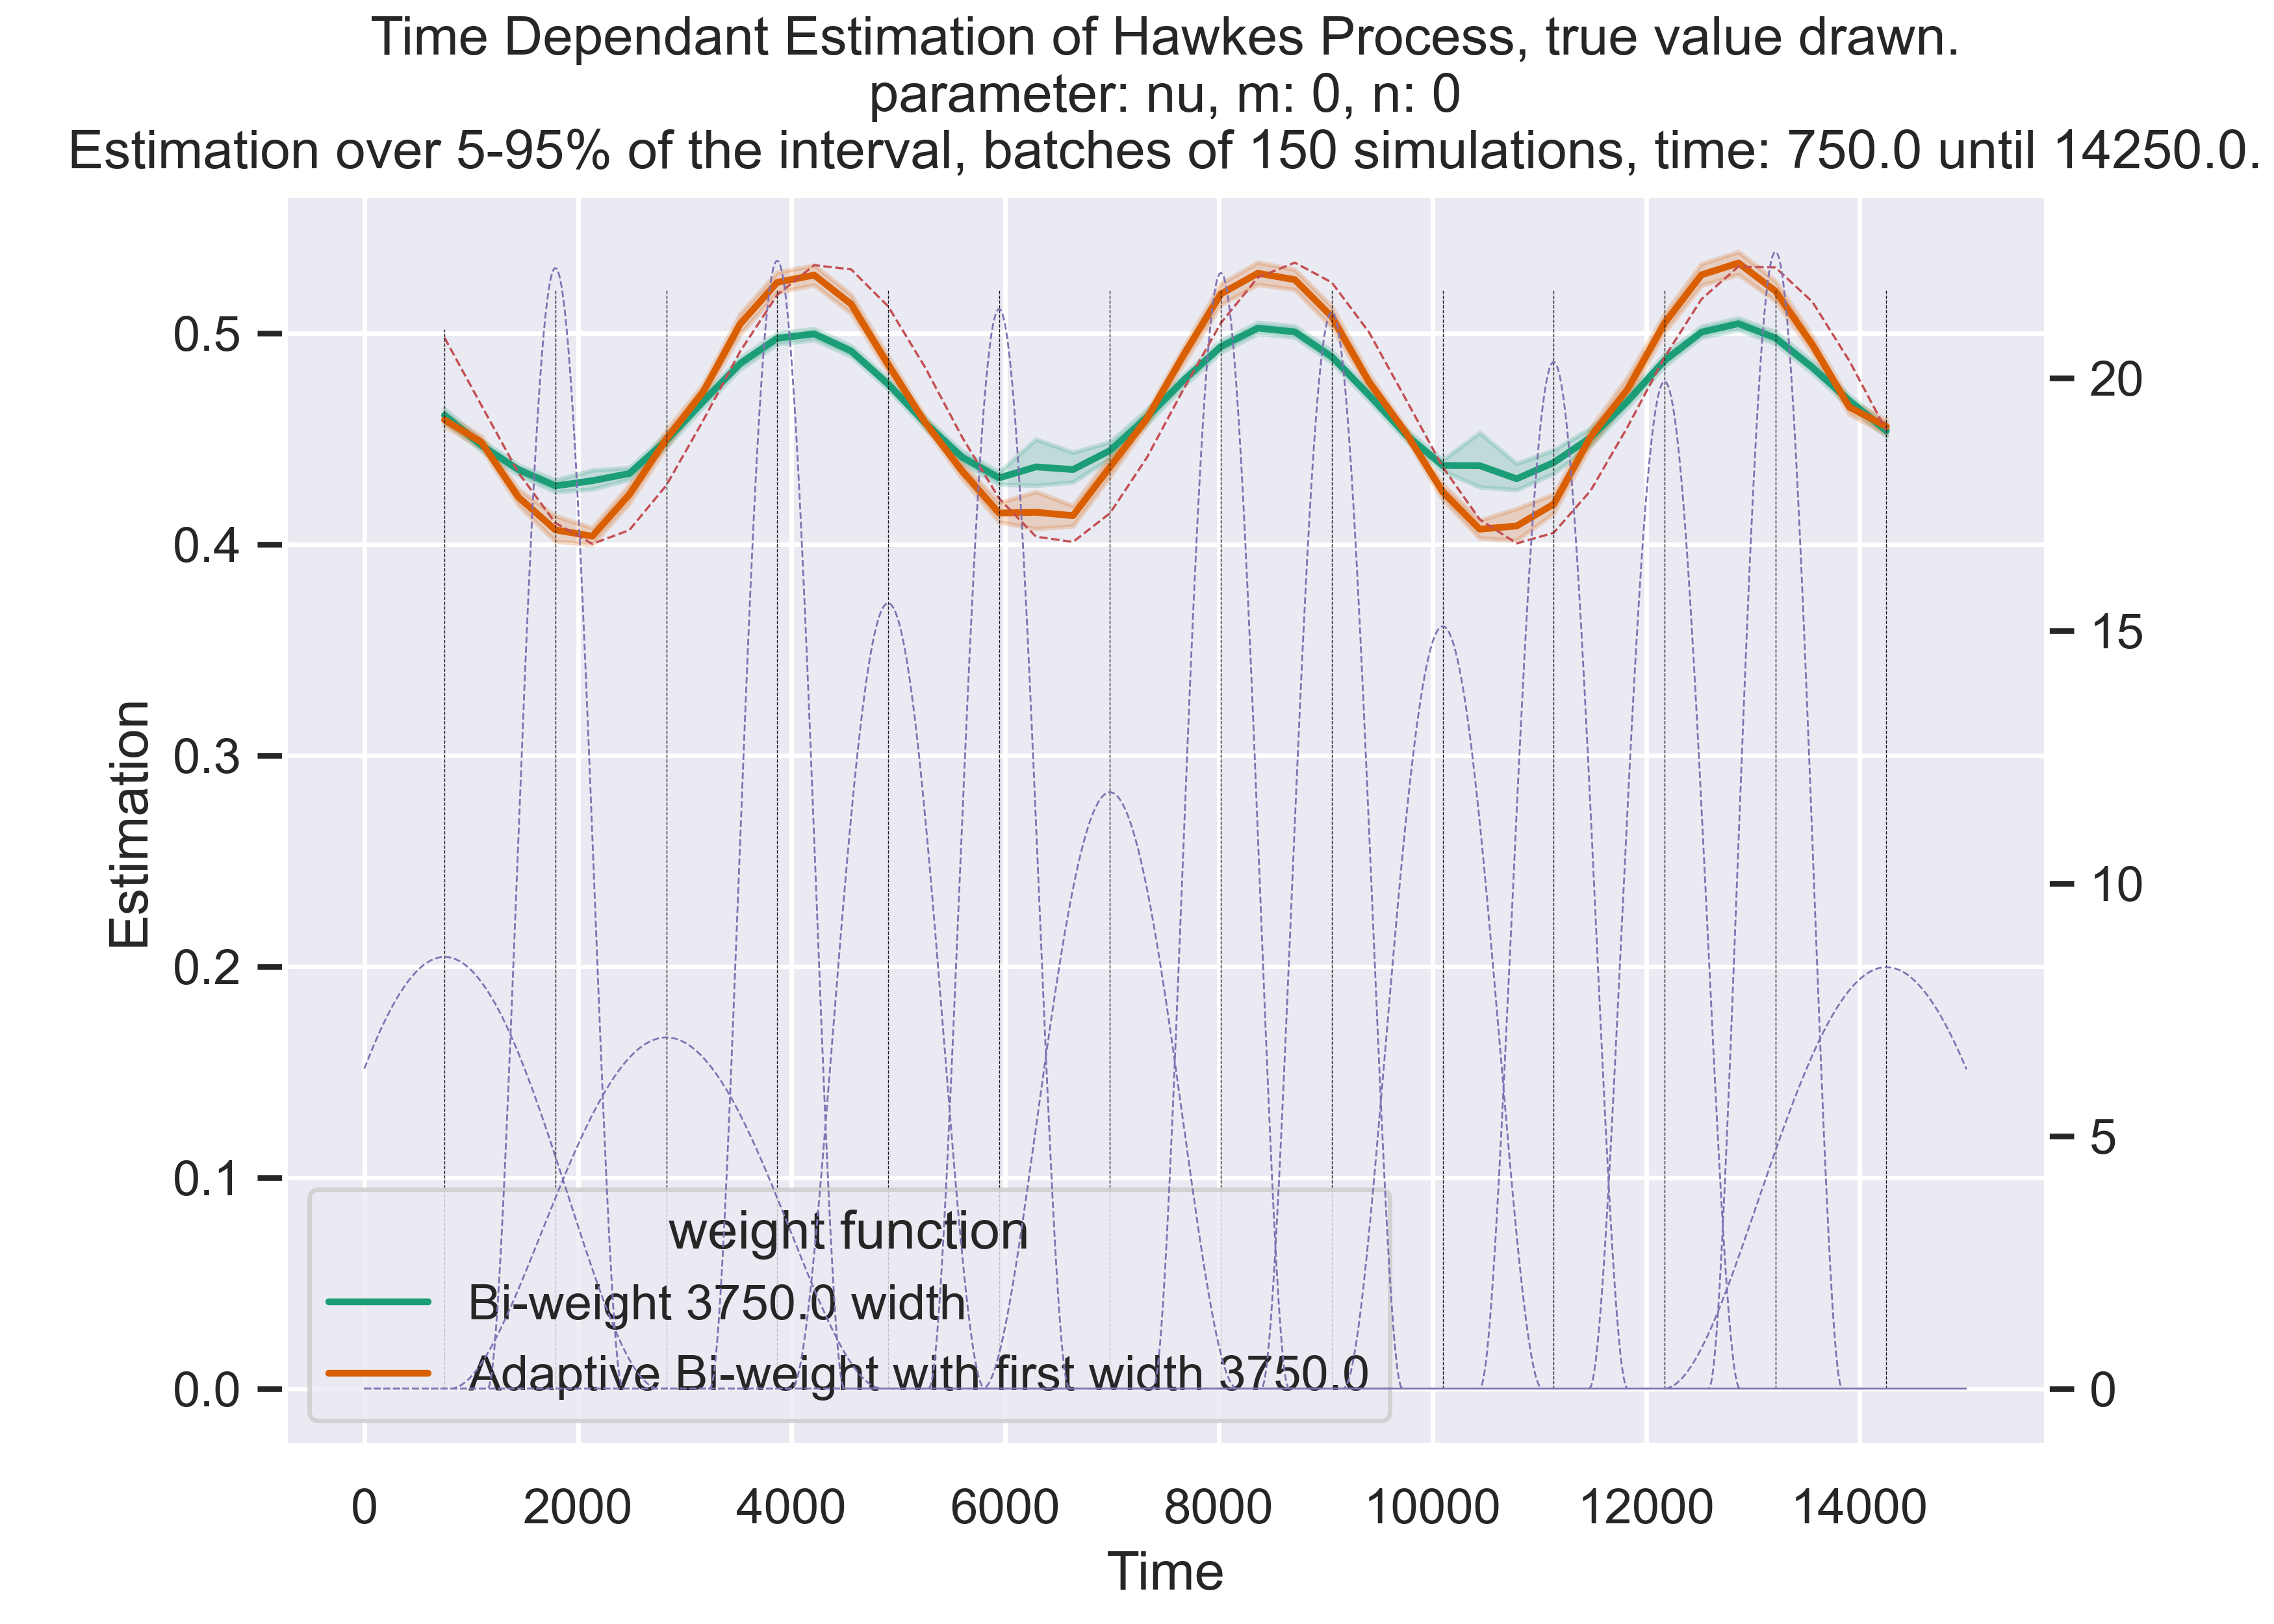 Time Dependant Estimation of Hawkes Process, true value drawn.
parameter: nu, m: 0, n: 0
Estimation over 5-95% of the interval, batches of 150 simulations, time: 750.0 until 14250.0.
0.5
0.4
0.3
0.2
0.1
0.0
Estimation
20
15
10
5
0
weight function
Bi-weight 3750.0 width
Adaptive Bi-weight with first width 3750.0
0 2000 4000 6000 8000 10000 12000 14000
Time